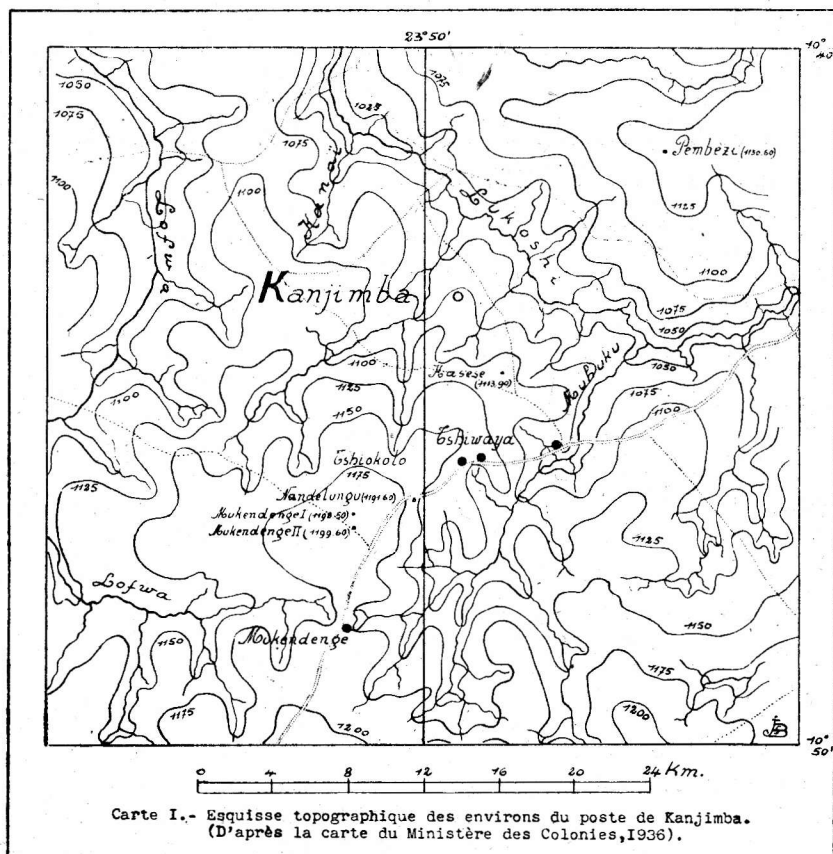 23°50'
10°
40'
1050
1075
1025
1075
1075
Pembezi (1130.60)
1100
1100
Kanaï
Lukoshi
1125
Lofwa
1100
Kanjimba
1075
1050
1100
Kasese
(1113.90)
MuBuku
1050
1075
1125
1100
1100
1150
Tshiwaya
Tshiokolo
1175
1125
Nandelungu (1191.60)
Mukendenge I (1198.50)
Mukendenge II (1199.60)
1125
Lofwa
1150
Mukendenge
1150
1175
1175
1200
1200
10°
50'
0 4 8 12 16 20 24 Km.
Carte I.- Esquisse topographique des environs du poste de Kanjimba.
(D'après la carte du Ministère des Colonies,1936).